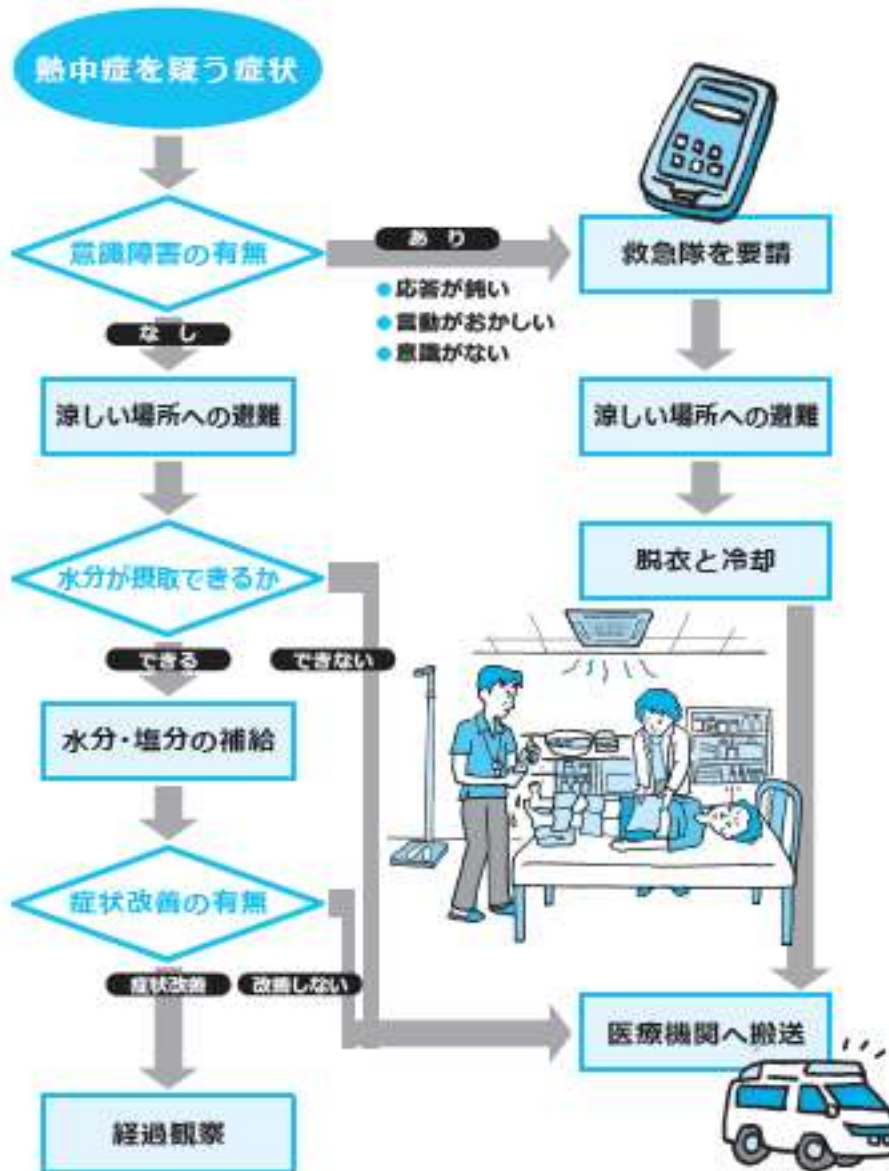 熱中症を疑う症状
意識障害の有無
あり
救急隊を要請
●応答が鈍い
●言動がおかしい
●意識がない
なし
涼しい場所への避難
涼しい場所への避難
水分が摂取できるか
脱衣と冷却
できる
できない
水分・塩分の補給
症状改善の有無
症状改善
改善しない
医療機関へ搬送
経過観察